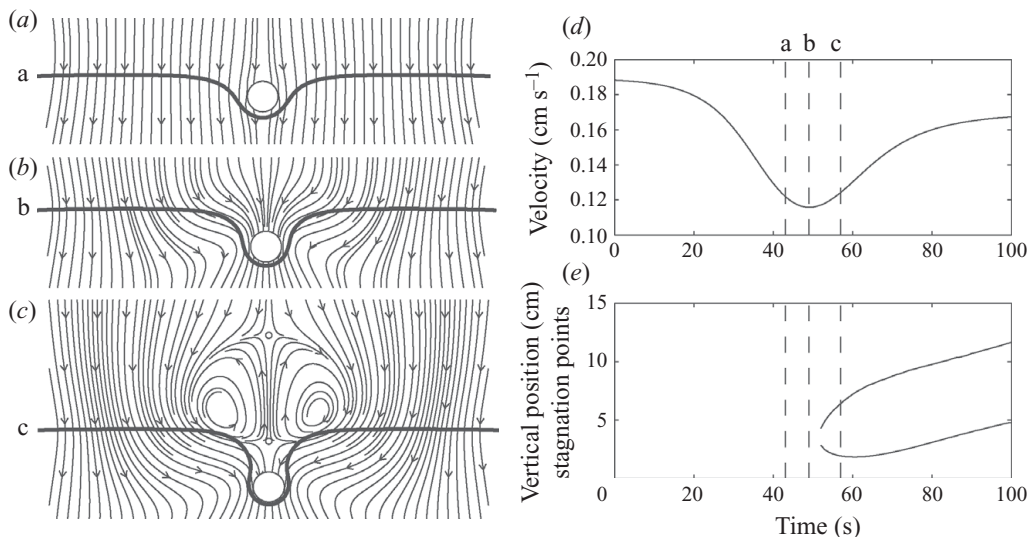 (a)
a
(b)
b
(c)
c
(d)
a b c
Velocity (cm s⁻¹)
0.20
0.18
0.16
0.14
0.12
0.10
0 20 40 60 80 100
(e)
Vertical position (cm)
stagnation points
15
10
5
0 20 40 60 80 100
Time (s)